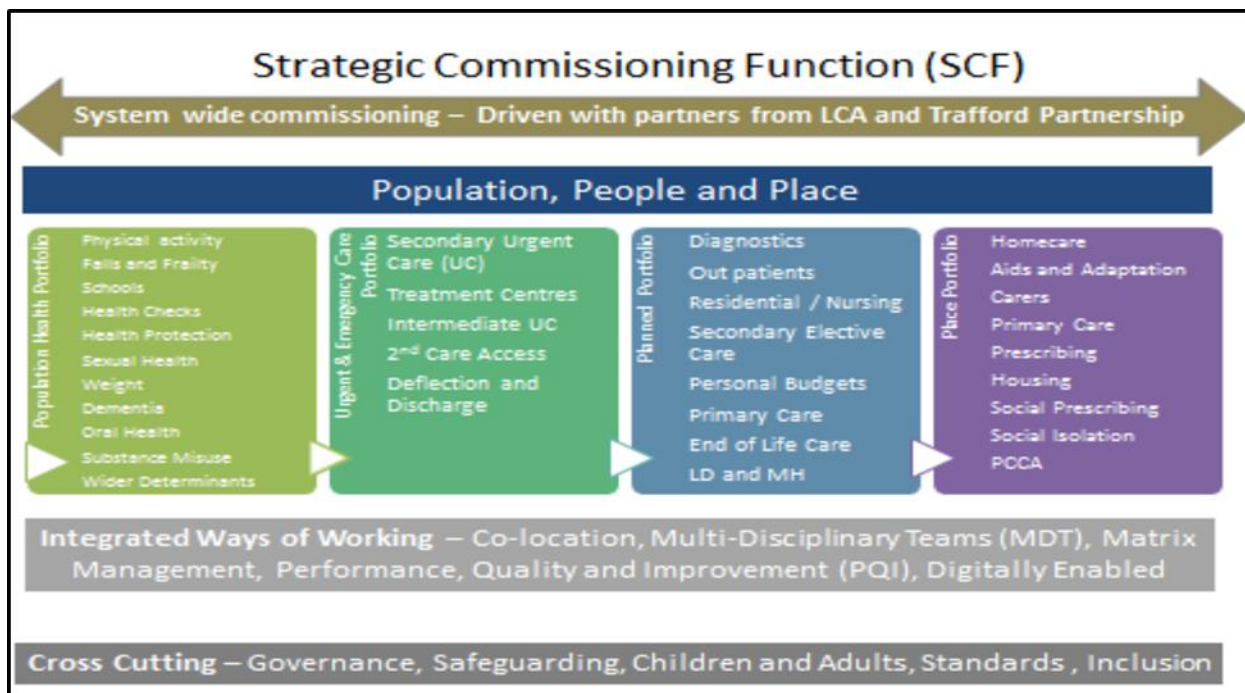 Strategic Commissioning Function (SCF)
System wide commissioning – Driven with partners from LCA and Trafford Partnership
Population, People and Place
Population Health Portfolio
Physical activity
Falls and Frailty
Schools
Health Checks
Health Protection
Sexual Health
Weight
Dementia
Oral Health
Substance Misuse
Wider Determinants
Urgent & Emergency Care
Portfolio
Secondary Urgent
Care (UC)
Treatment Centres
Intermediate UC
2nd Care Access
Deflection and
Discharge
Planned Portfolio
Diagnostics
Out patients
Residential / Nursing
Secondary Elective
Care
Personal Budgets
Primary Care
End of Life Care
LD and MH
Place Portfolio
Homecare
Aids and Adaptation
Carers
Primary Care
Prescribing
Housing
Social Prescribing
Social Isolation
PCCA
Integrated Ways of Working – Co-location, Multi-Disciplinary Teams (MDT), Matrix
Management, Performance, Quality and Improvement (PQI), Digitally Enabled
Cross Cutting – Governance, Safeguarding, Children and Adults, Standards , Inclusion